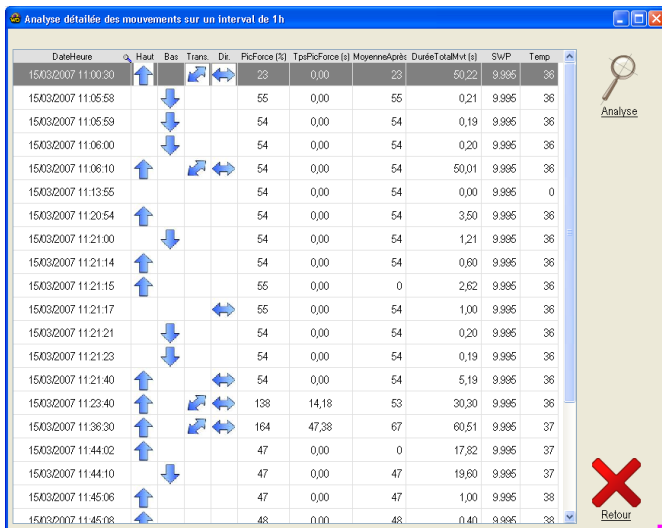 Analyse détailée des mouvements sur un interval de 1h
DateHeure Haut Bas Trans. Dir. PicForce (%) TpsPicForce (s) MoyenneAprès DuréeTotalMvt (s) SWP Temp
15/03/2007 11:00:30 23 0,00 23 50,22 9.995 36
15/03/2007 11:05:58 55 0,00 55 0,21 9.995 36
15/03/2007 11:05:59 54 0,00 54 0,19 9.995 36
15/03/2007 11:06:00 54 0,00 54 0,20 9.995 36
15/03/2007 11:06:10 54 0,00 54 50,01 9.995 36
15/03/2007 11:13:55 54 0,00 54 0,00 9.995 0
15/03/2007 11:20:54 54 0,00 54 3,50 9.995 36
15/03/2007 11:21:00 54 0,00 54 1,21 9.995 36
15/03/2007 11:21:14 54 0,00 54 0,60 9.995 36
15/03/2007 11:21:15 55 0,00 0 2,62 9.995 36
15/03/2007 11:21:17 55 0,00 54 1,00 9.995 36
15/03/2007 11:21:21 54 0,00 54 0,20 9.995 36
15/03/2007 11:21:23 54 0,00 54 0,19 9.995 36
15/03/2007 11:21:40 54 0,00 54 5,19 9.995 36
15/03/2007 11:23:40 138 14,18 53 30,30 9.995 36
15/03/2007 11:36:30 164 47,38 67 60,51 9.995 37
15/03/2007 11:44:02 47 0,00 0 17,82 9.995 37
15/03/2007 11:44:10 47 0,00 47 19,60 9.995 37
15/03/2007 11:45:06 47 0,00 47 1,00 9.995 38
15/03/2007 11:45:08 48 0,00 48 0,40 9.995 38
Analyse
Retour